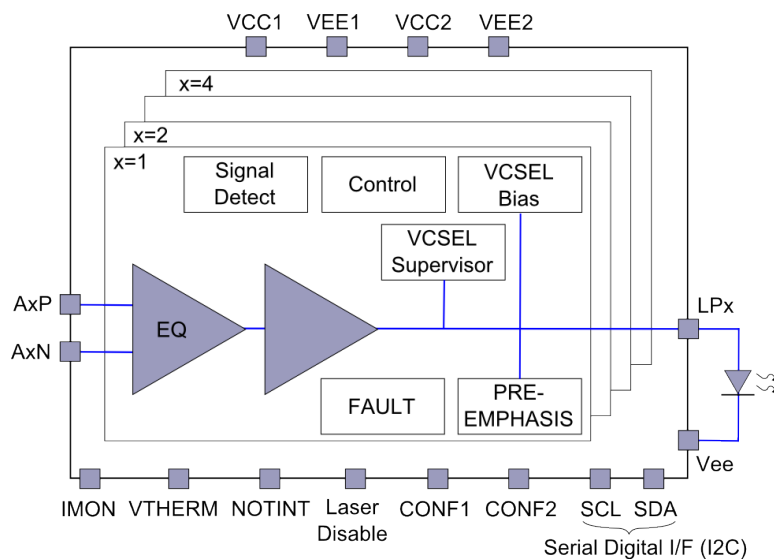 VCC1 VEE1 VCC2 VEE2
x=4
x=2
x=1
Signal
Detect
Control
VCSEL
Bias
VCSEL
Supervisor
AxP
EQ
AxN
LPx
FAULT
PRE-
EMPHASIS
Vee
IMON VTHERM NOTINT Laser
Disable CONF1 CONF2 SCL SDA
Serial Digital I/F (I2C)